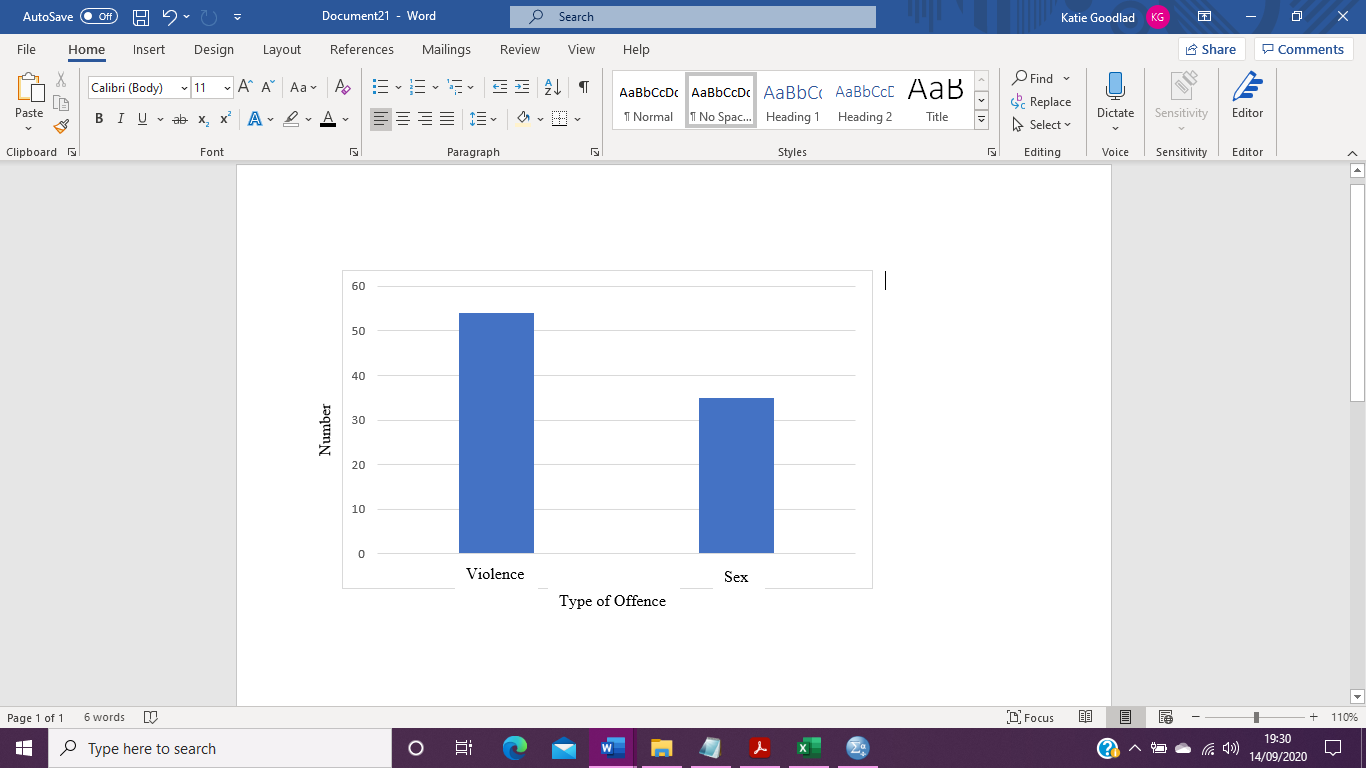 AutoSave Off Document21 - Word Search Katie Goodlad KG
File Home Insert Design Layout References Mailings Review View Help Share Comments
Paste
Clipboard
Calibri (Body) 11 A A Aa A
B I U ab x2 x2 A A
Font
Paragraph
AaBbCcDc AaBbCcDc AaBbCc AaBbCcD AaB
¶ Normal ¶ No Spac... Heading 1 Heading 2 Title
Styles
Find
Replace
Select
Editing
Dictate
Voice
Sensitivity
Sensitivity
Editor
Editor
60
50
40
30
20
10
0
Number
Violence Sex
Type of Offence
Page 1 of 1 6 words Focus 110%
Type here to search
19:30
14/09/2020